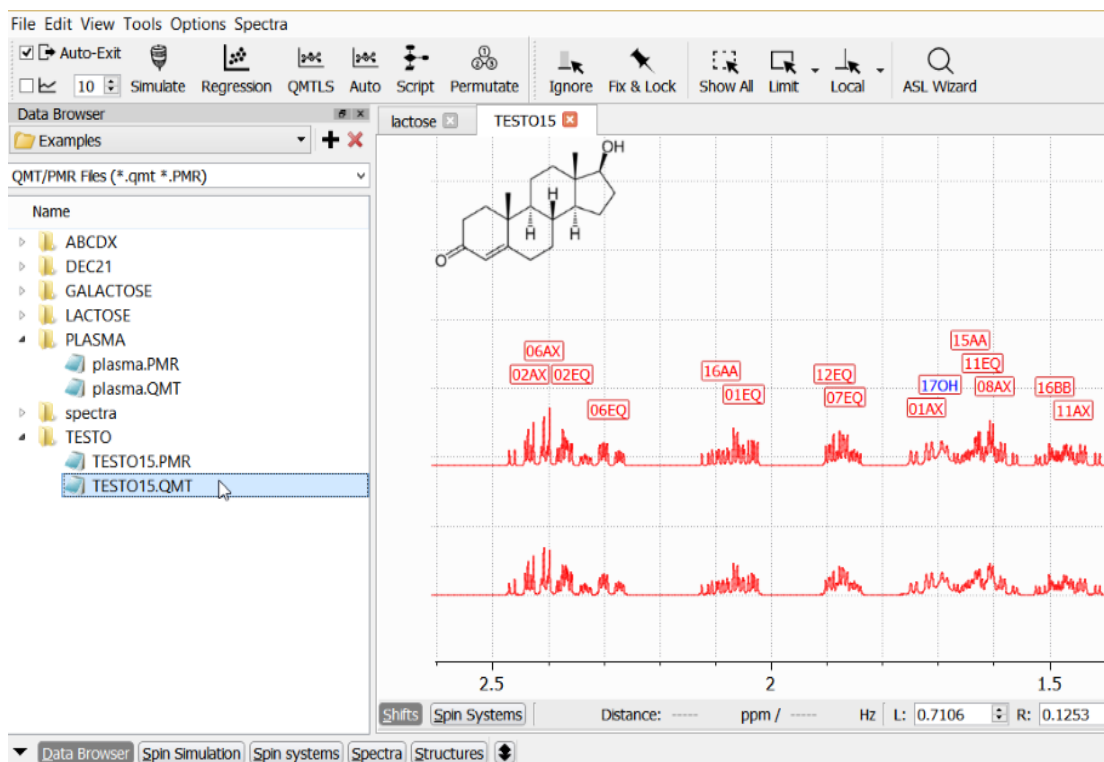 File Edit View Tools Options Spectra
Auto-Exit
10 Simulate Regression QMTLS Auto Script Permutate Ignore Fix & Lock Show All Limit Local ASL Wizard
Data Browser
lactose TESTO15
Examples
QMT/PMR Files (*.qmt *.PMR)
Name
ABCDX
DEC21
GALACTOSE
LACTOSE
PLASMA
plasma.PMR
plasma.QMT
spectra
TESTO
TESTO15.PMR
TESTO15.QMT
OH
H
H H
O
15AA
06AX 11EQ
02AX 02EQ 16AA 12EQ 17OH 08AX 16BB
06EQ 01EQ 07EQ 01AX 11AX
2.5 2 1.5
Shifts Spin Systems Distance: ----- ppm / ----- Hz L: 0.7106 R: 0.1253
Data Browser Spin Simulation Spin systems Spectra Structures